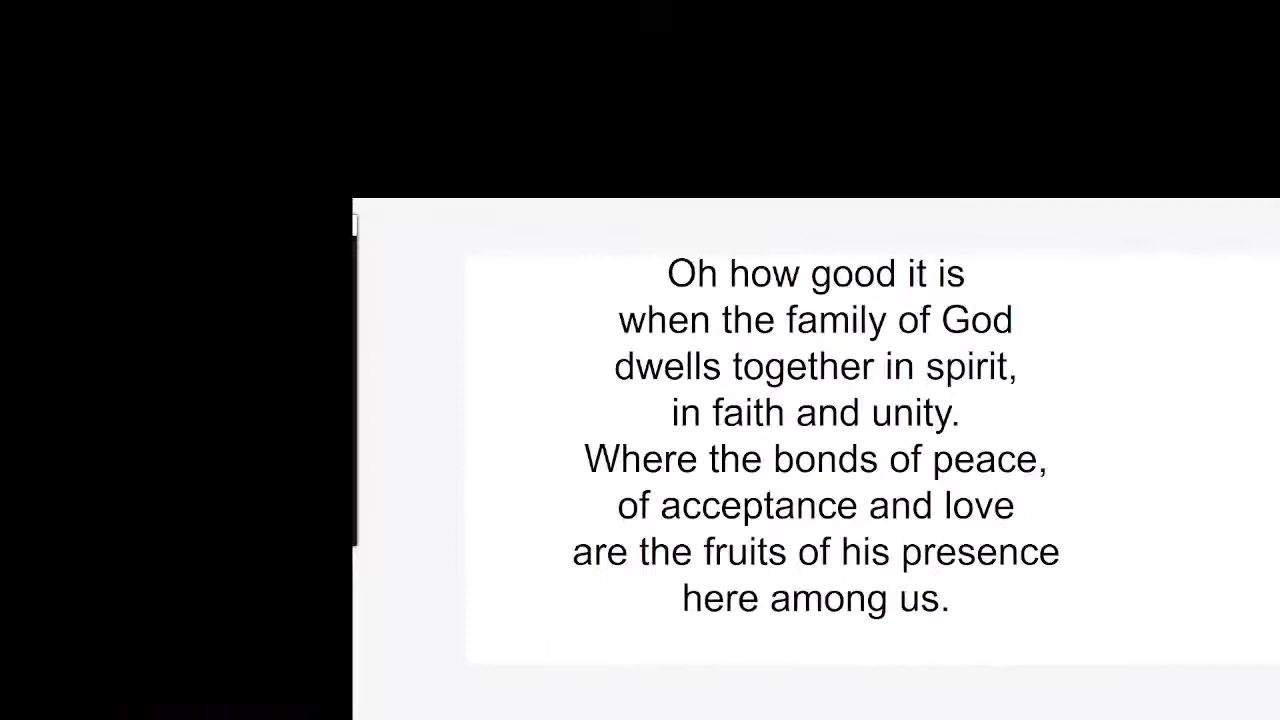 Oh how good it is
when the family of God
dwells together in spirit,
in faith and unity.
Where the bonds of peace,
of acceptance and love
are the fruits of his presence
here among us.